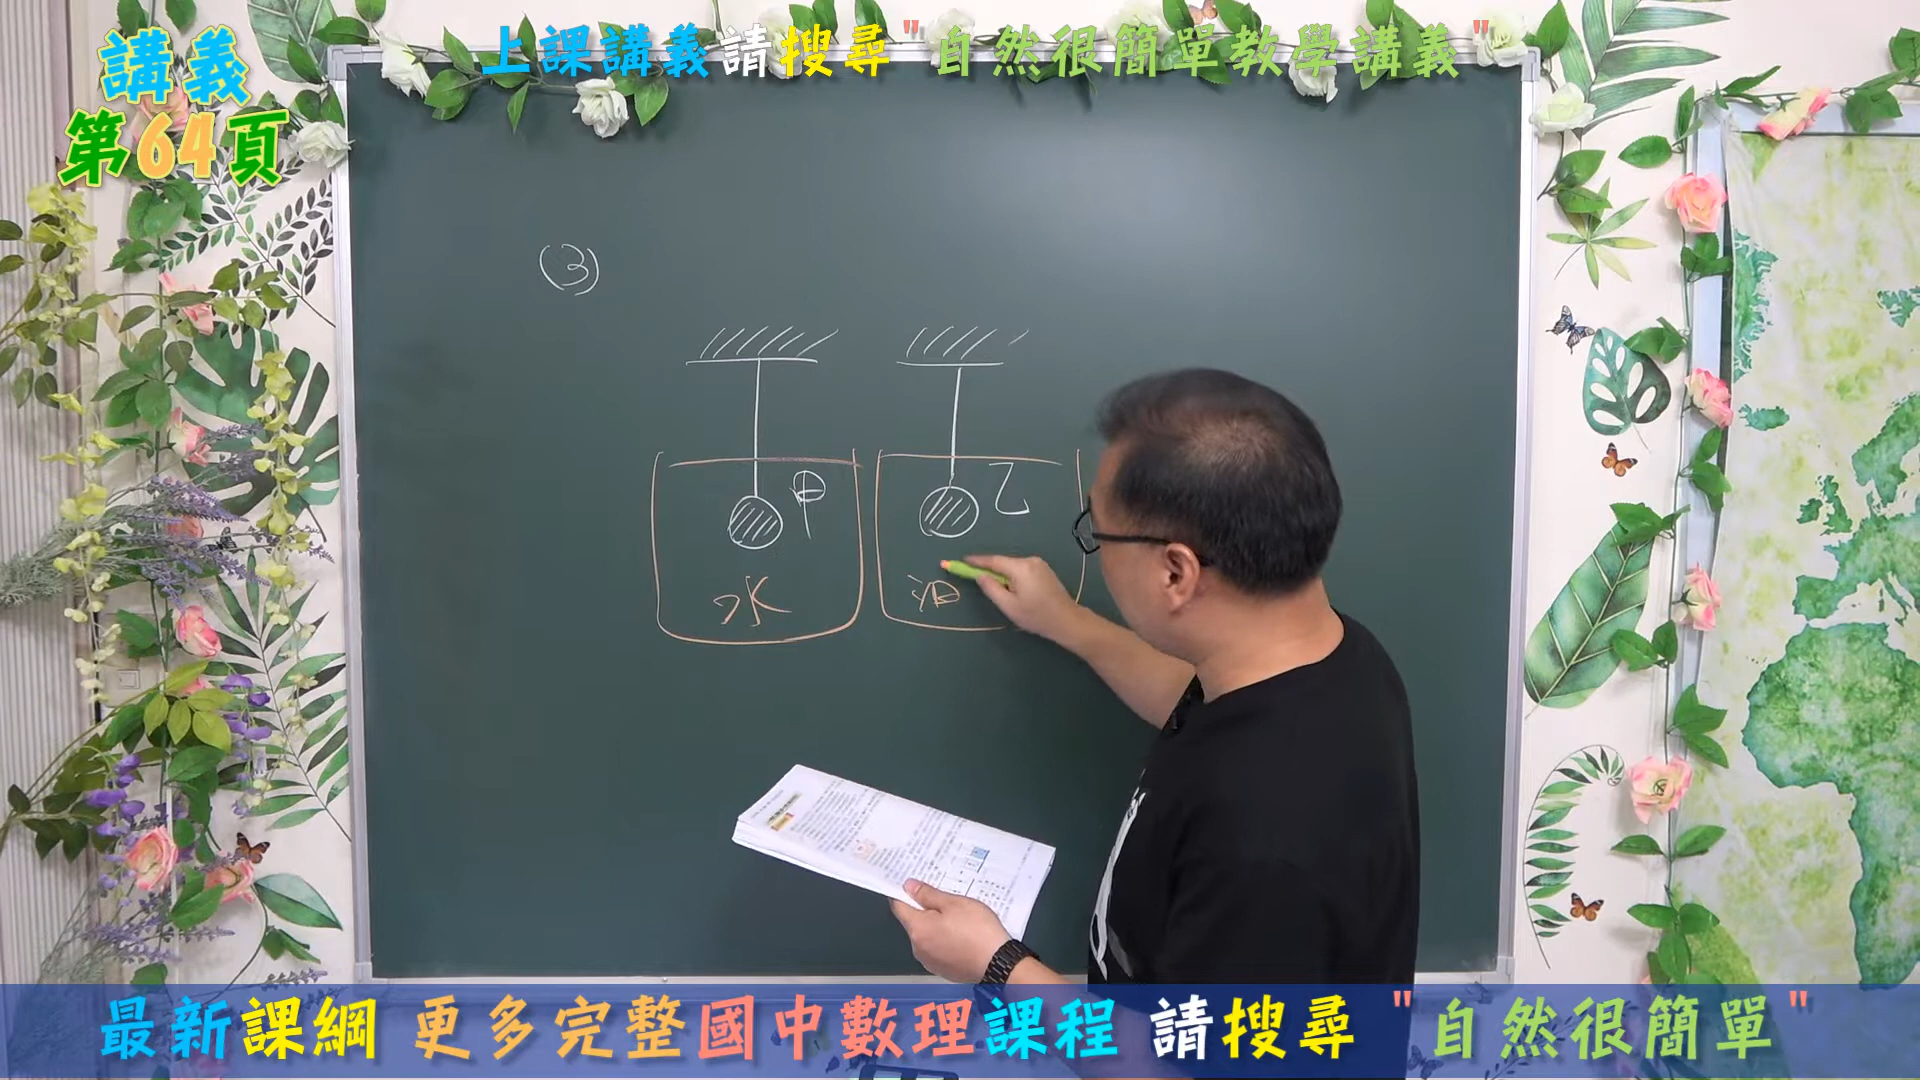 上課講義請搜尋"自然很簡單教學講義"
講義
第64頁
(3)
甲
乙
水
最新課綱 更多完整國中數理課程 請搜尋"自然很簡單"